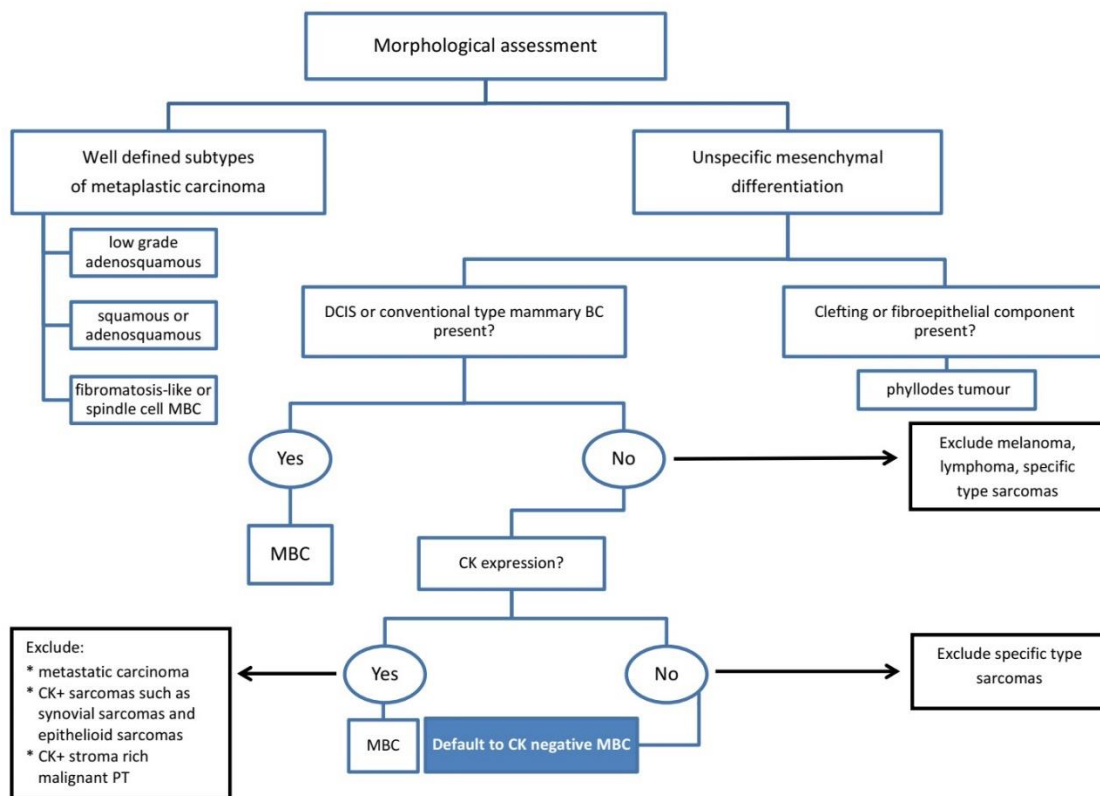 Morphological assessment
Well defined subtypes
of metaplastic carcinoma
Unspecific mesenchymal
differentiation
low grade
adenosquamous
squamous or
adenosquamous
fibromatosis-like or
spindle cell MBC
DCIS or conventional type mammary BC
present?
Clefting or fibroepithelial component
present?
phyllodes tumour
Yes
No
Exclude melanoma,
lymphoma, specific
type sarcomas
MBC
CK expression?
Exclude:
* metastatic carcinoma
* CK+ sarcomas such as
synovial sarcomas and
epithelioid sarcomas
* CK+ stroma rich
malignant PT
Yes
No
Exclude specific type
sarcomas
MBC
Default to CK negative MBC